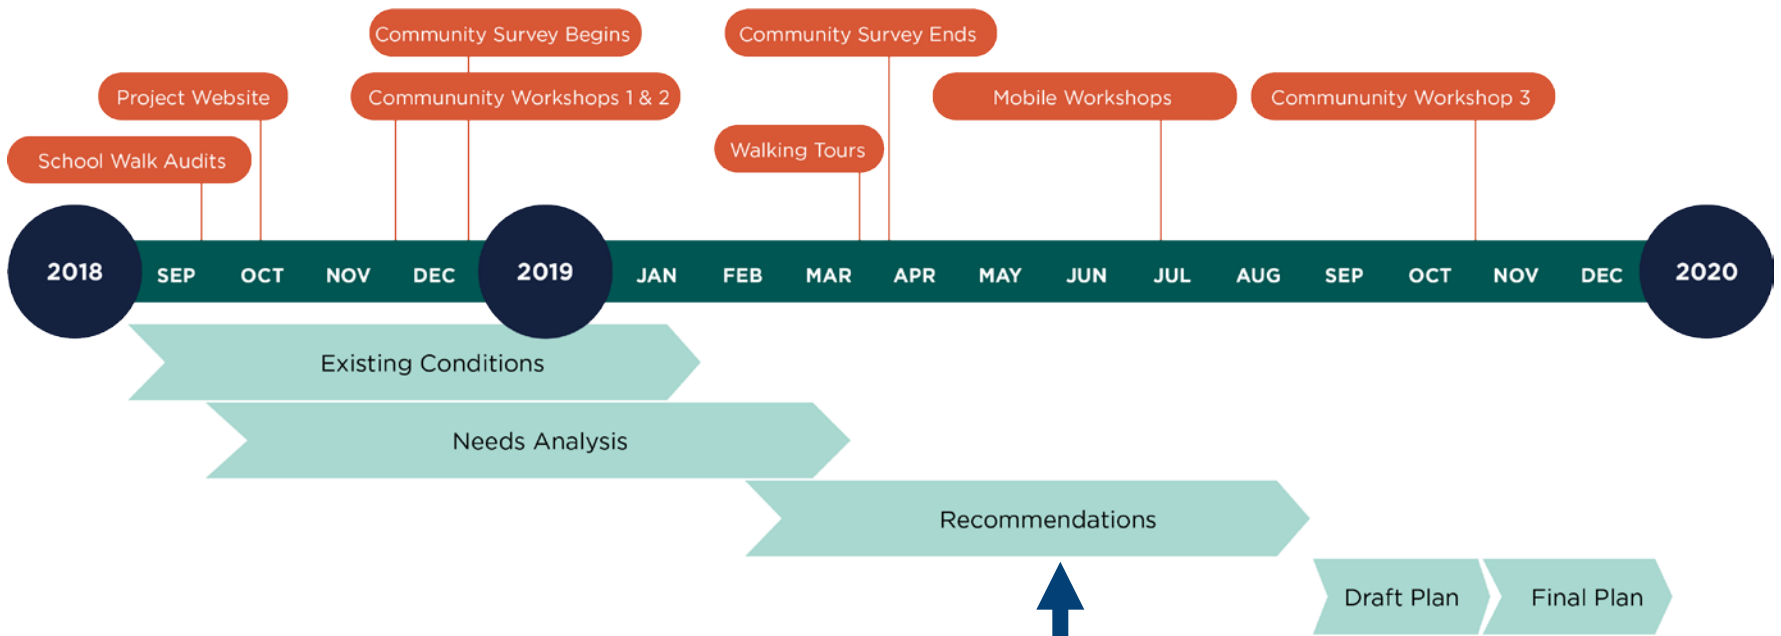 Community Survey Begins
Community Survey Ends
Project Website
Commununity Workshops 1 & 2
Mobile Workshops
Commununity Workshop 3
School Walk Audits
Walking Tours
2018 SEP OCT NOV DEC 2019 JAN FEB MAR APR MAY JUN JUL AUG SEP OCT NOV DEC 2020
Existing Conditions
Needs Analysis
Recommendations
Draft Plan
Final Plan